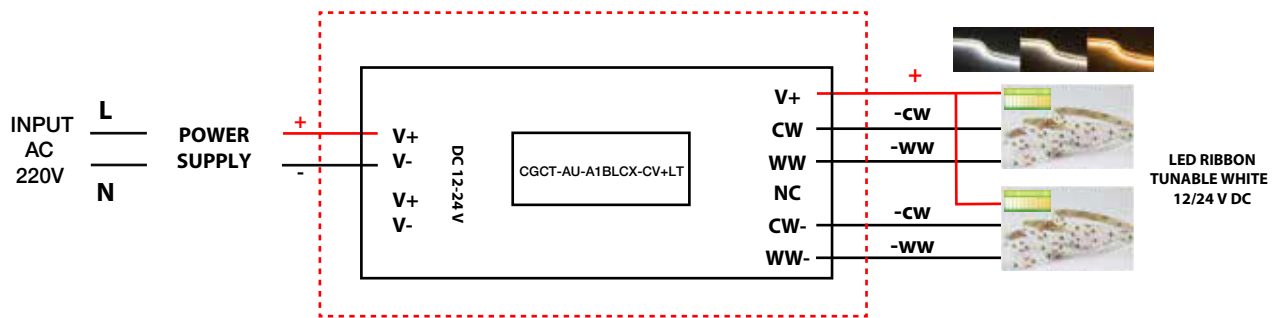 INPUT
AC
220V
L
N
POWER
SUPPLY
+
-
V+
V-
V+
V-
DC 12-24 V
CGCT-AU-A1BLCX-CV+LT
V+
CW
WW
NC
CW-
WW-
+
-CW
-WW
-CW
-WW
LED RIBBON
TUNABLE WHITE
12/24 V DC